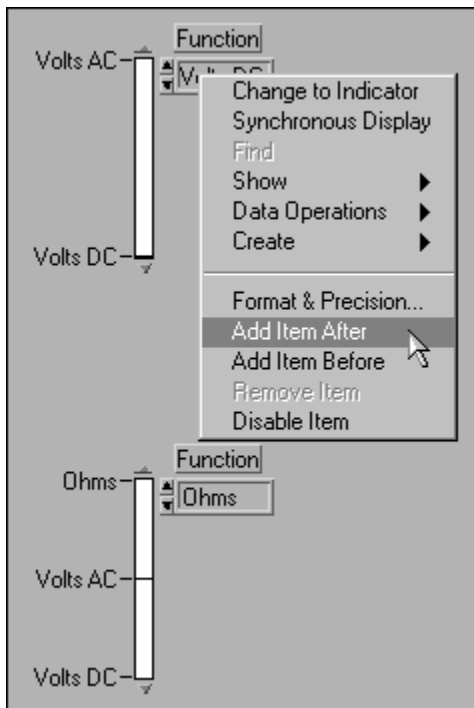 Function
Volts AC
Change to Indicator
Synchronous Display
Find
Show
Data Operations
Create
Volts DC
Format & Precision...
Add Item After
Add Item Before
Remove Item
Disable Item
Function
Ohms
Ohms
Volts AC
Volts DC